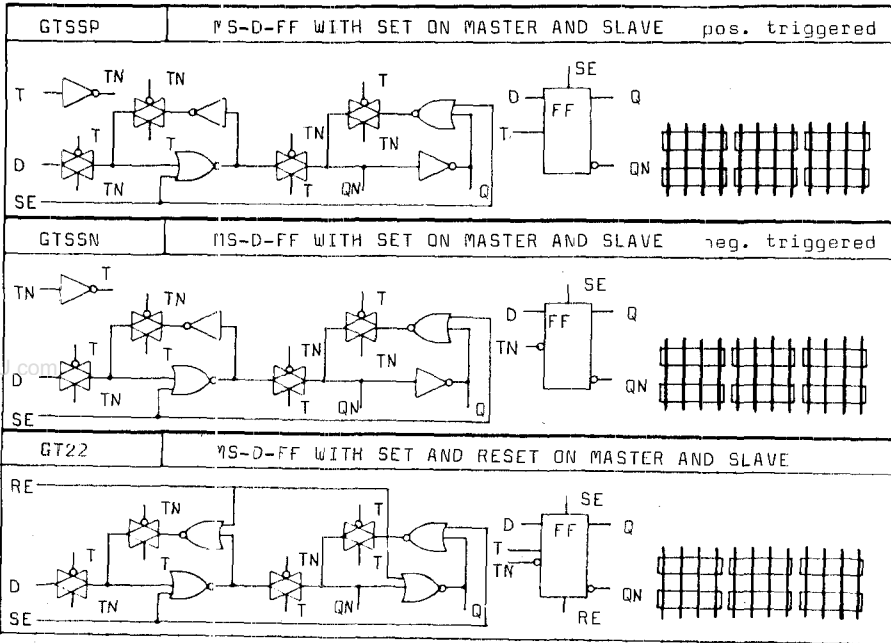 GTSSP MS-D-FF WITH SET ON MASTER AND SLAVE pos. triggered
T TN TN T SE
D Q
FF
T TN T
T TN
D TN T QN Q QN
SE
GTSSN MS-D-FF WITH SET ON MASTER AND SLAVE neg. triggered
TN T TN T SE
D FF Q
TN
T T TN TN
D TN T QN Q QN
SE
GT22 MS-D-FF WITH SET AND RESET ON MASTER AND SLAVE
RE SE
TN T D FF Q
T
TN
T T TN T
D TN T QN Q QN
SE RE